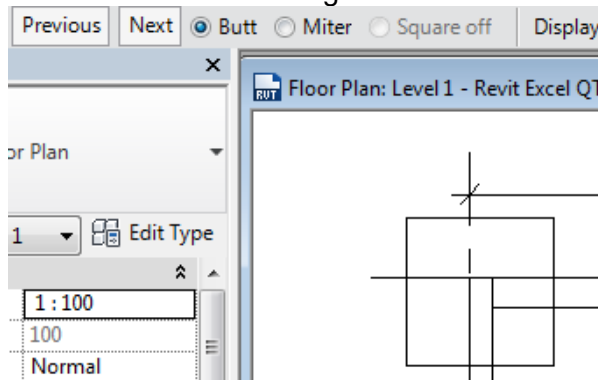 Previous Next Butt Miter Square off Display
Floor Plan: Level 1 - Revit Excel QT
Plan
1 Edit Type
1 : 100
100
Normal